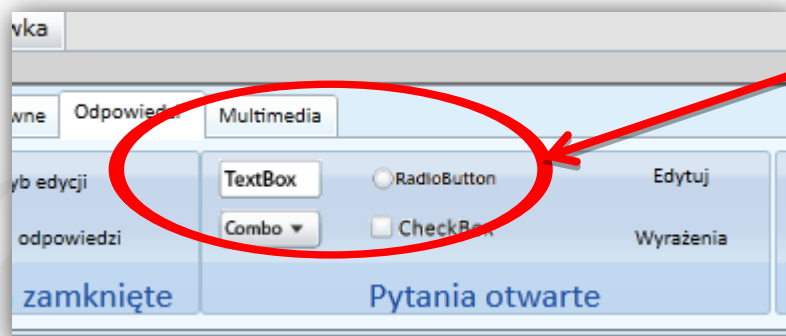 wka
wne Odpowiedzi Multimedia
yb edycji TextBox RadioButton Edytuj
odpowiedzi Combo CheckBox Wyrażenia
zamknięte Pytania otwarte